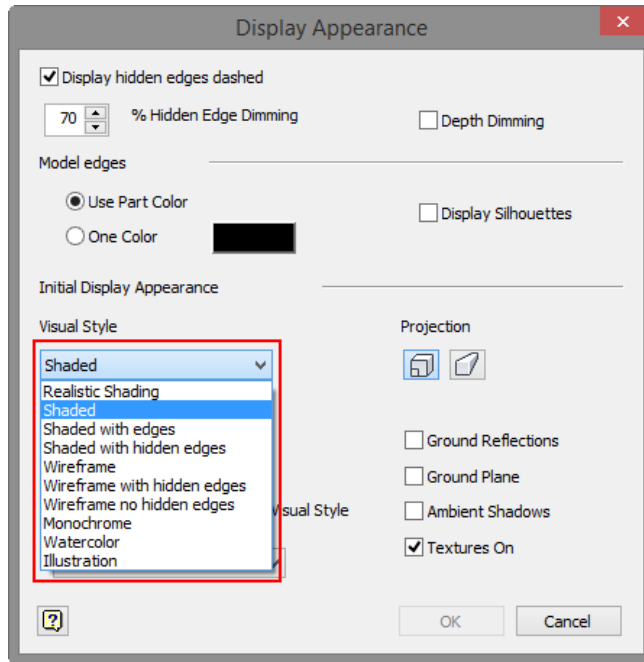 Display Appearance
Display hidden edges dashed
70 % Hidden Edge Dimming
Depth Dimming
Model edges
Use Part Color
Display Silhouettes
One Color
Initial Display Appearance
Visual Style
Projection
Shaded
Realistic Shading
Shaded
Shaded with edges
Shaded with hidden edges
Wireframe
Wireframe with hidden edges
Wireframe no hidden edges
Monochrome
Watercolor
Illustration
Visual Style
Ground Reflections
Ground Plane
Ambient Shadows
Textures On
OK
Cancel